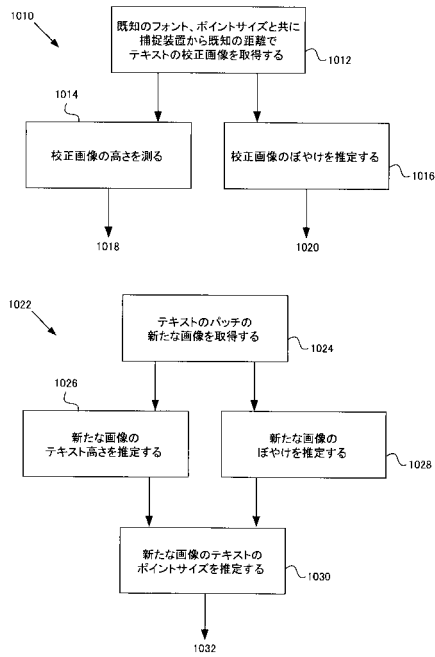 1010
既知のフォント、ポイントサイズと共に
捕捉装置から既知の距離で
テキストの校正画像を取得する
1012
1014
校正画像の高さを測る
校正画像のぼやけを推定する
1016
1018
1020
1022
テキストのパッチの
新たな画像を取得する
1024
1026
新たな画像の
テキスト高さを推定する
新たな画像の
ぼやけを推定する
1028
新たな画像のテキストの
ポイントサイズを推定する
1030
1032